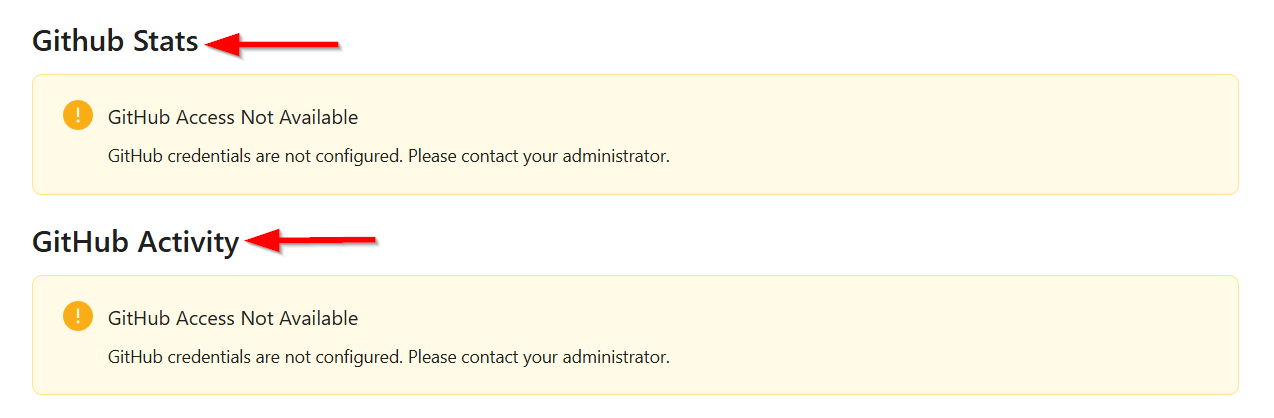 Github Stats
GitHub Access Not Available
GitHub credentials are not configured. Please contact your administrator.
GitHub Activity
GitHub Access Not Available
GitHub credentials are not configured. Please contact your administrator.